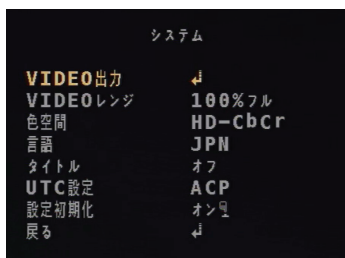 システム
VIDEO出力 ↲
VIDEOレンジ 100%フル
色空間 HD-CbCr
言語 JPN
タイトル オフ
UTC設定 ACP
設定初期化 オン
戻る ↲